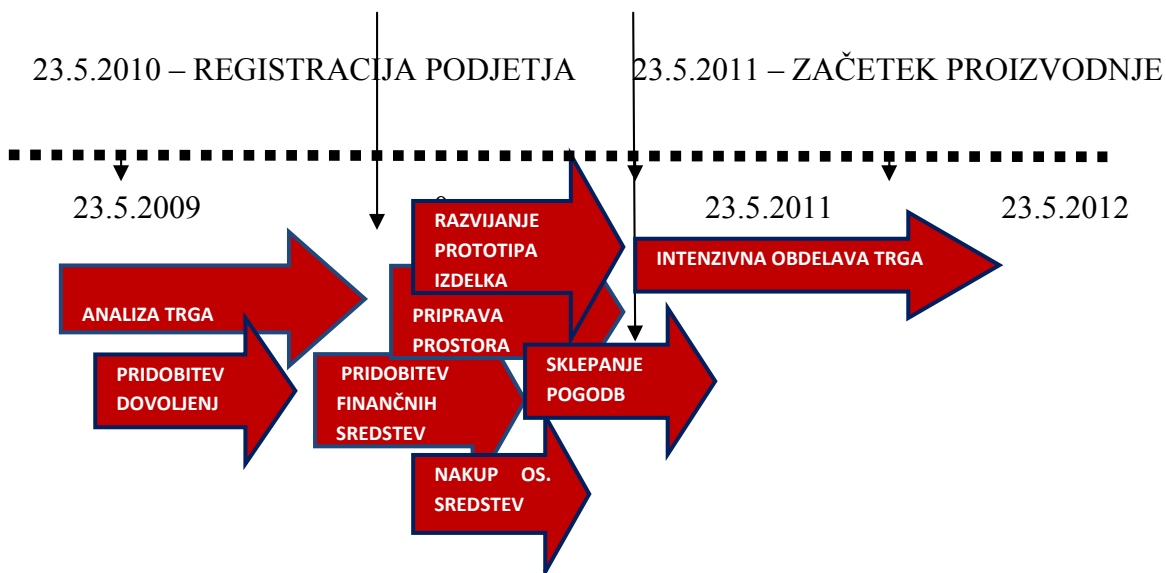 23.5.2010 – REGISTRACIJA PODJETJA
23.5.2011 – ZAČETEK PROIZVODNJE
23.5.2009
23.5.2011
23.5.2012
RAZVIJANJE
PROTOTIPA
IZDELKA
INTENZIVNA OBDELAVA TRGA
ANALIZA TRGA
PRIPRAVA
PROSTORA
PRIDOBITEV
DOVOLJENJ
PRIDOBITEV
FINANČNIH
SREDSTEV
SKLEPANJE
POGODB
NAKUP OS.
SREDSTEV